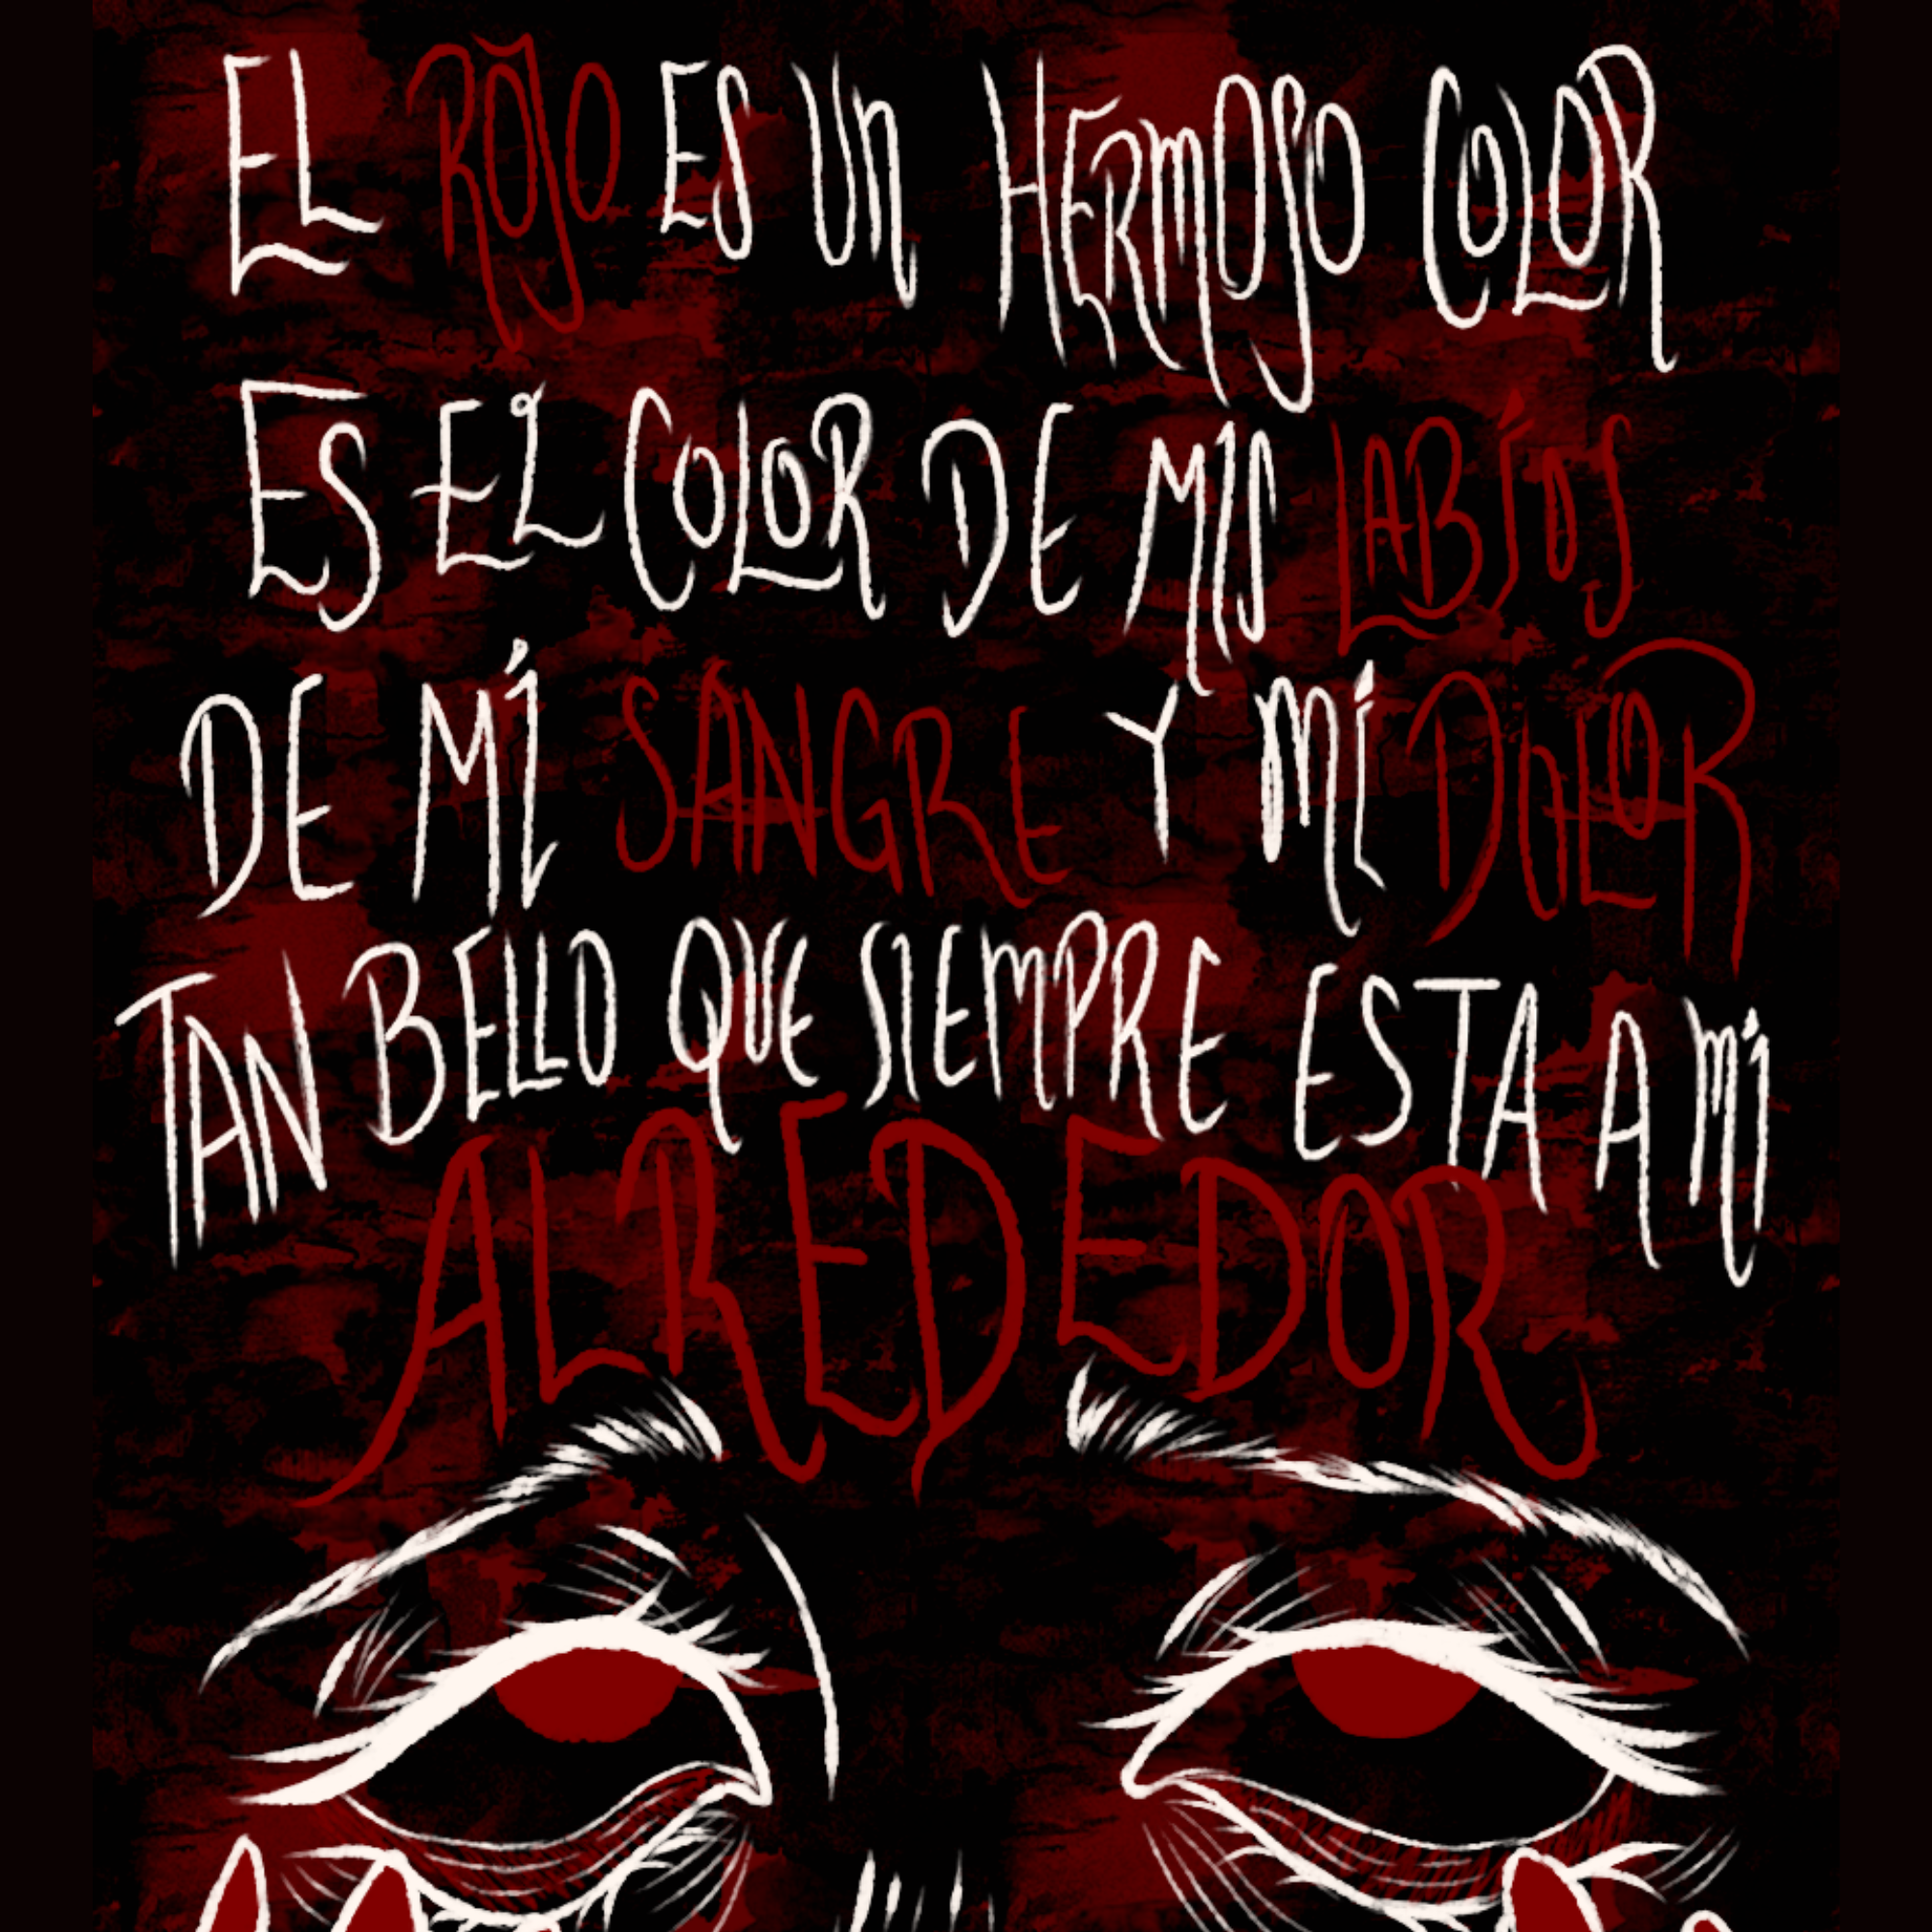 EL ROJO ES UN HERMOSO COLOR
ES EL COLOR DE MIS LABÍOS
DE MÍ SANGRE Y MÍ DOLOR
TAN BELLO QUE SIEMPRE ESTA A MÍ
ALREDEDOR